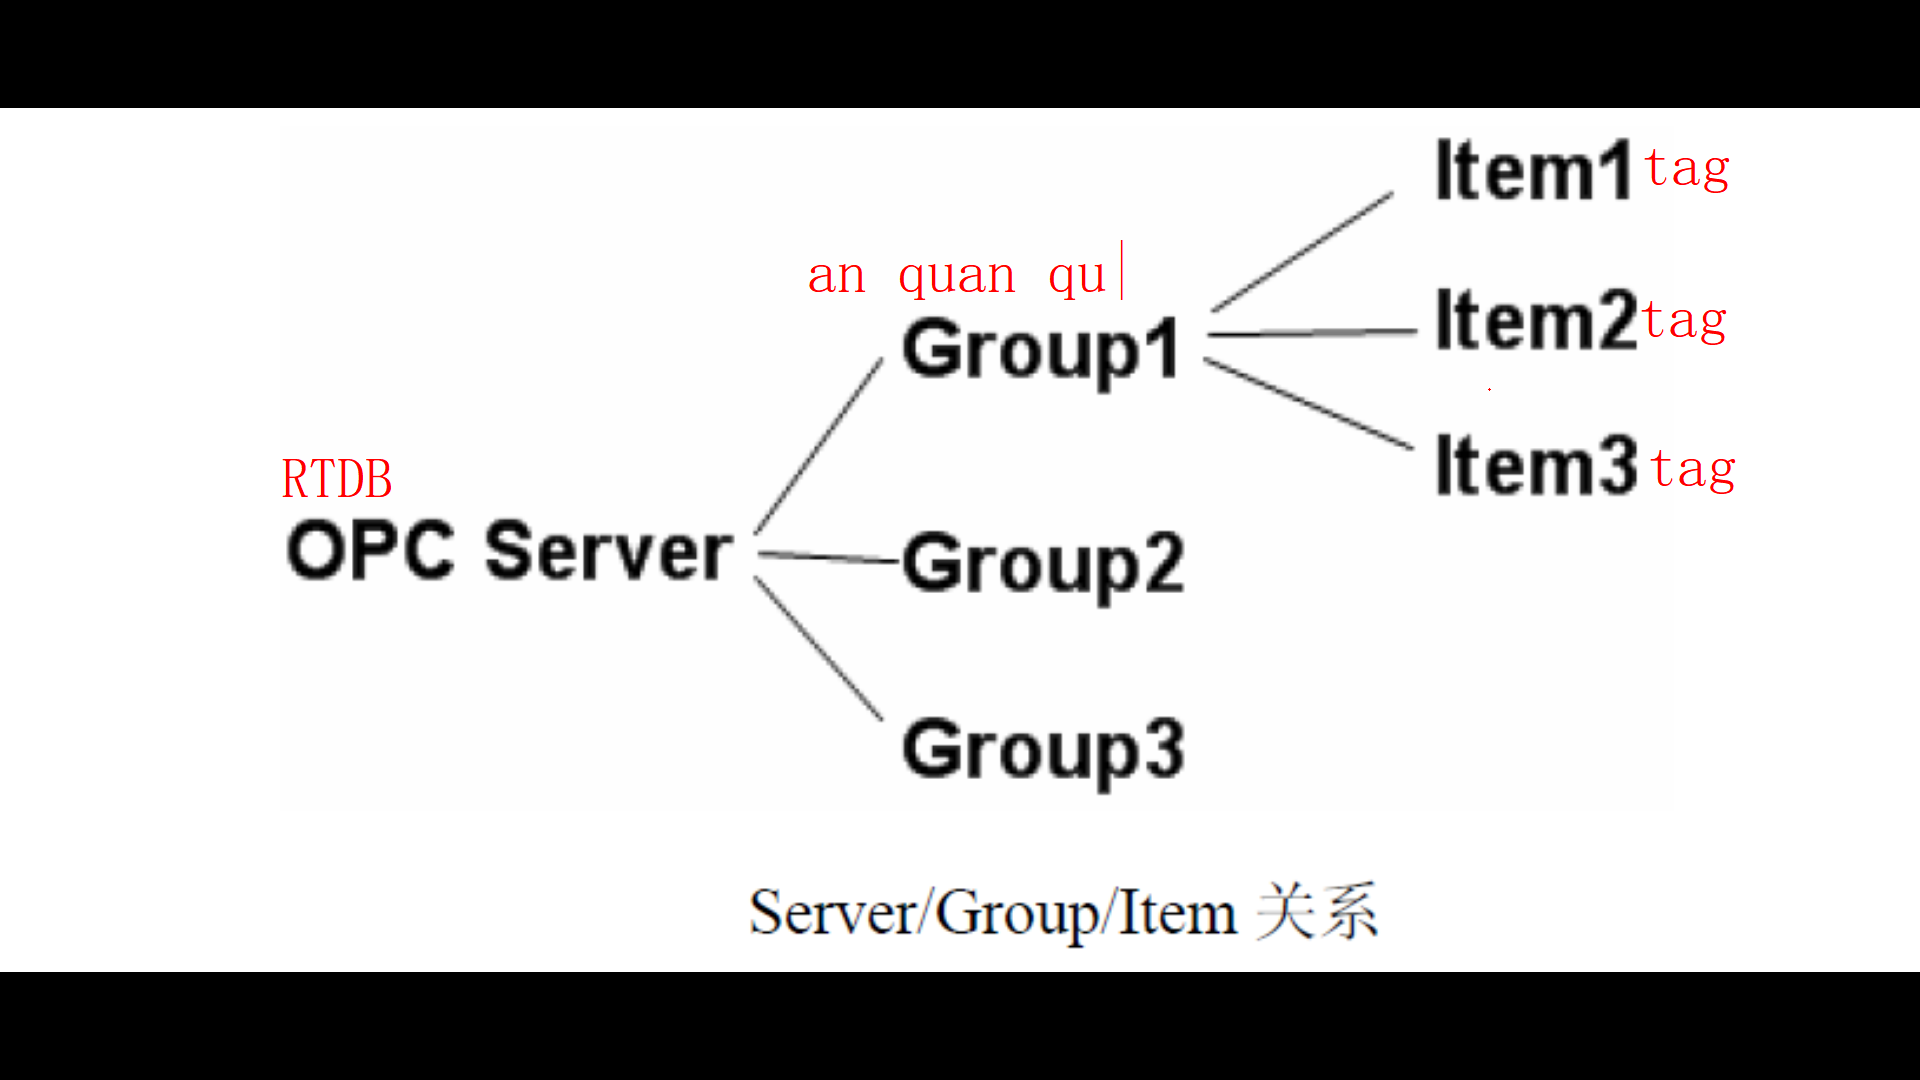 Item1 tag
an quan qu
Item2 tag
Group1
RTDB
Item3 tag
OPC Server
Group2
Group3
Server/Group/Item 关系